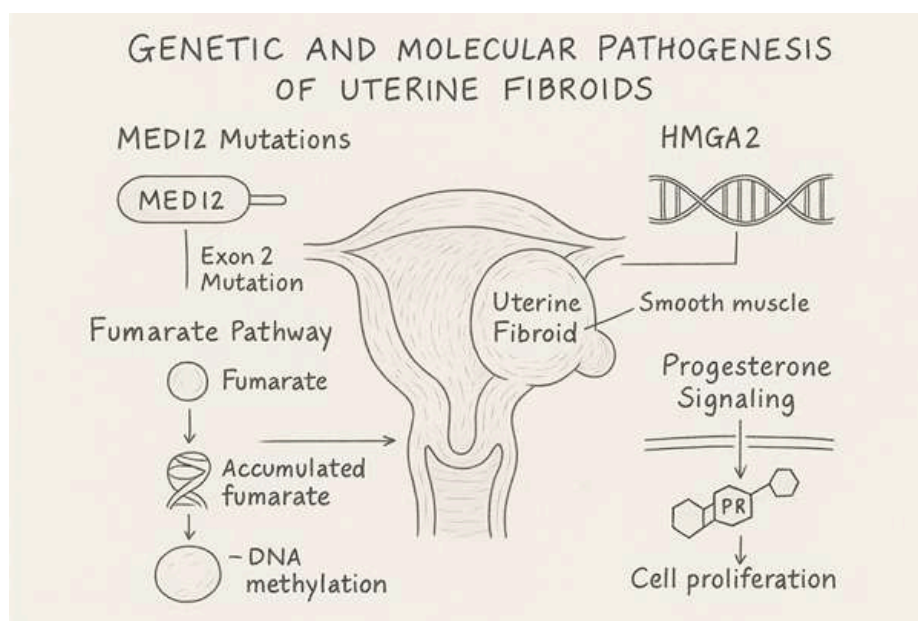 GENETIC AND MOLECULAR PATHOGENESIS
OF UTERINE FIBROIDS
MED12 Mutations
MED12
Exon 2
Mutation
Fumarate Pathway
Fumarate
Accumulated
fumarate
– DNA
methylation
Uterine
Fibroid
HMGA2
Smooth muscle
Progesterone
Signaling
PR
Cell proliferation